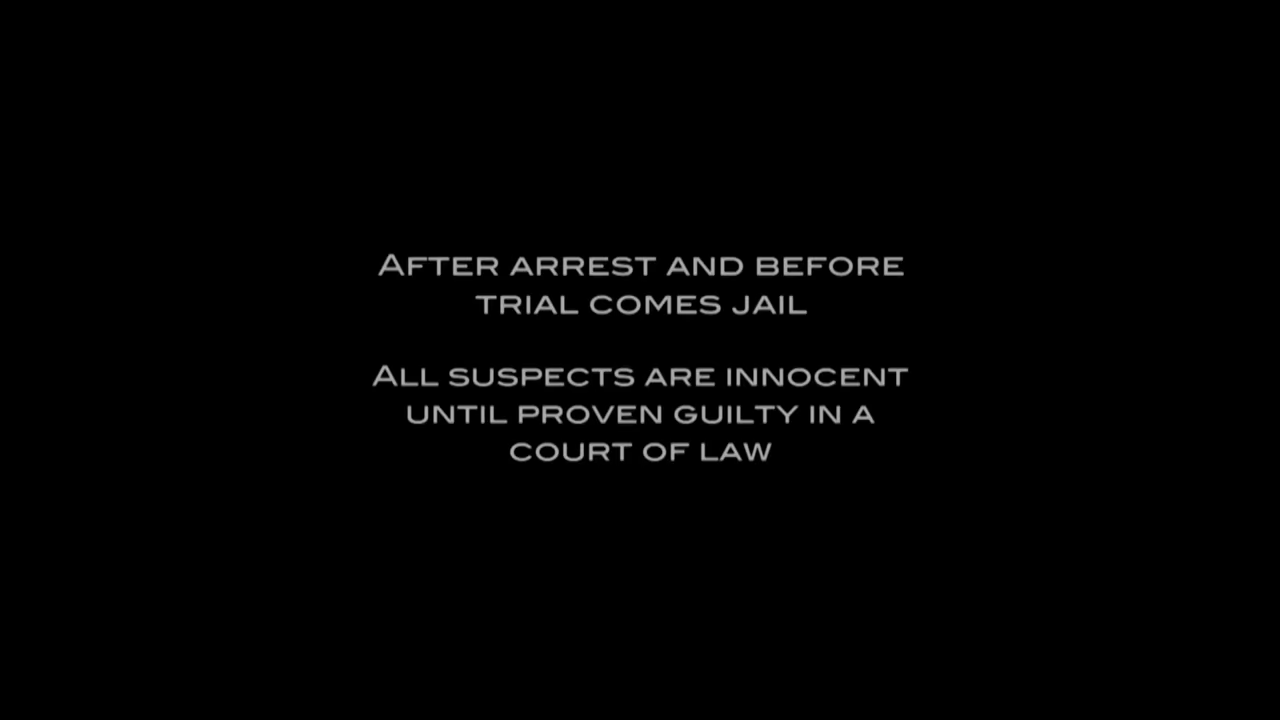 AFTER ARREST AND BEFORE
TRIAL COMES JAIL
ALL SUSPECTS ARE INNOCENT
UNTIL PROVEN GUILTY IN A
COURT OF LAW